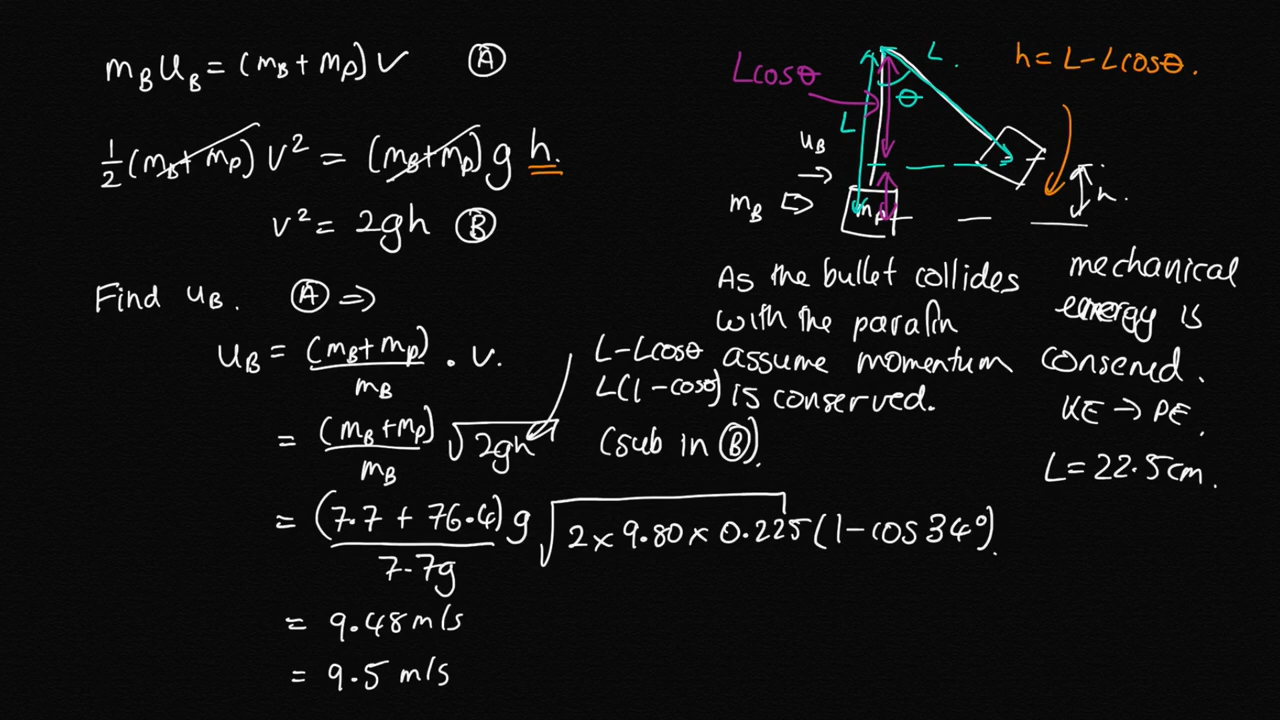 m_B u_B = (m_B + m_P) v Ⓐ
½ (m_B + m_P) v² = (m_B + m_P) g h.
v² = 2gh Ⓑ
Find u_B. Ⓐ ⇒
u_B = (m_B + m_P) / m_B · v.
= (m_B + m_P) / m_B √2gh
L - Lcosθ
L(1 - cosθ)
(sub in Ⓑ).
= (7.7 + 76.4) g / 7.7g √2 × 9.80 × 0.225 (1 - cos 34°).
= 9.48 m/s
= 9.5 m/s
Lcosθ
L.
θ
L
h = L - Lcosθ.
u_B
m_B
m_P
h.
As the bullet collides
with the parafin
assume momentum
is conserved.
mechanical
energy is
conserved.
KE → PE.
L = 22.5cm.